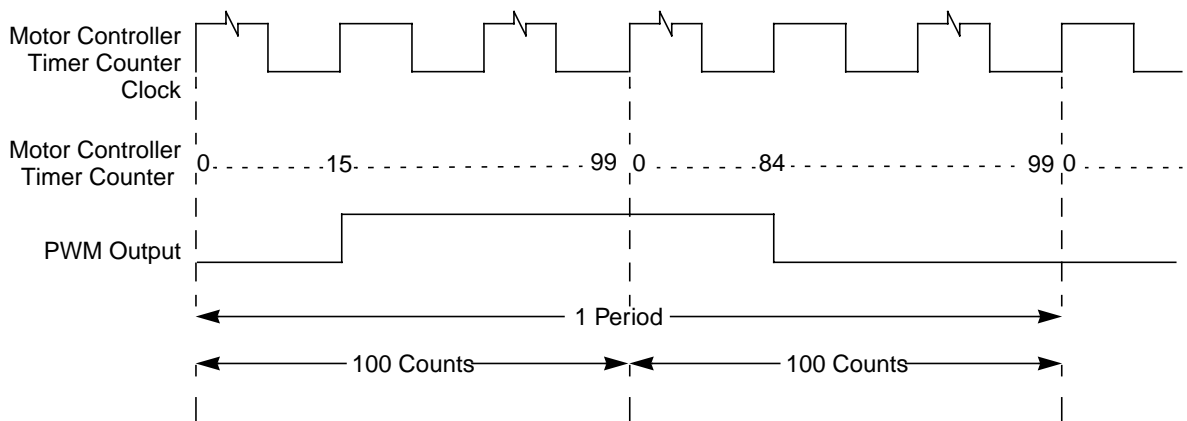 Motor Controller
Timer Counter
Clock
Motor Controller
Timer Counter
0 15 99 0 84 99 0
PWM Output
1 Period
100 Counts 100 Counts